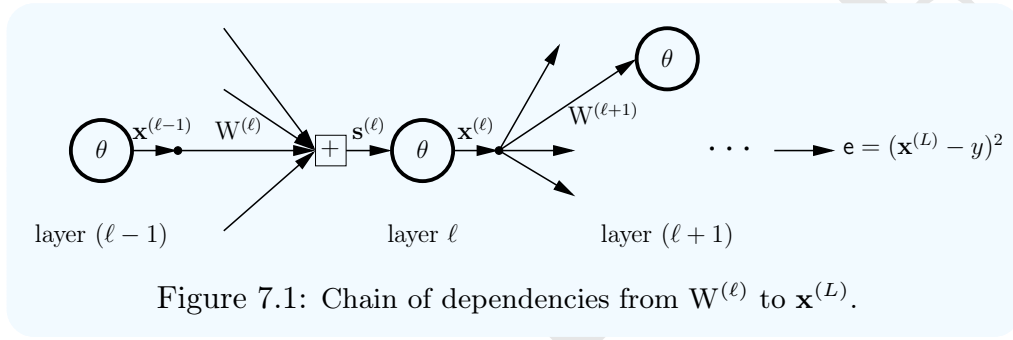 θ
W^(ℓ+1)
θ x^(ℓ−1) W^(ℓ) + s^(ℓ) θ x^(ℓ) · · · e = (x^(L) − y)^2
layer (ℓ − 1) layer ℓ layer (ℓ + 1)
Figure 7.1: Chain of dependencies from W^(ℓ) to x^(L).